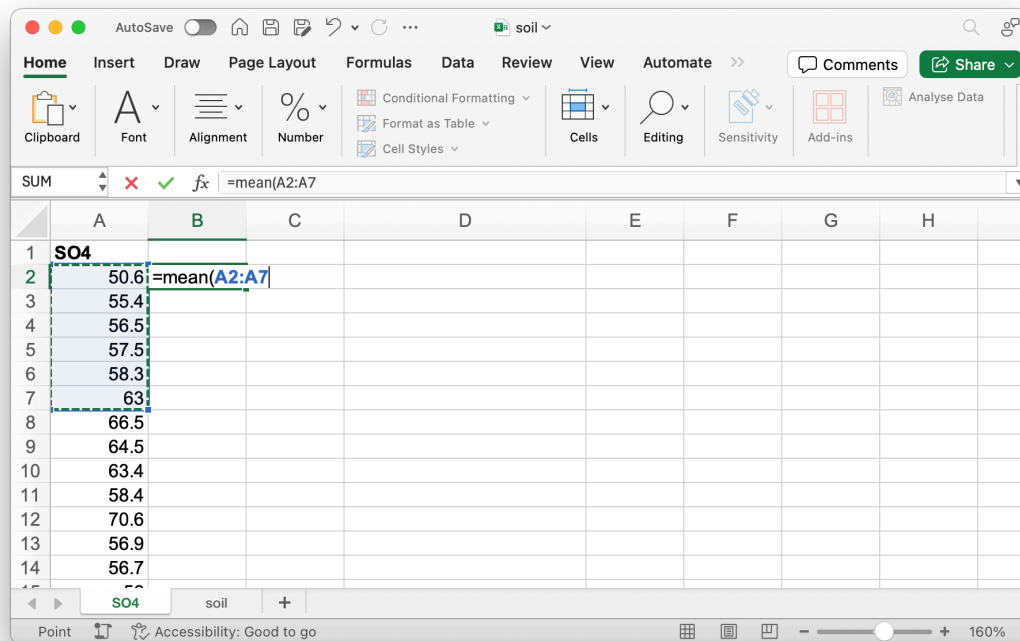 AutoSave soil
Home Insert Draw Page Layout Formulas Data Review View Automate >> Comments Share
Conditional Formatting
Format as Table
Cell Styles
Analyse Data
Clipboard Font Alignment Number Cells Editing Sensitivity Add-ins
SUM fx =mean(A2:A7
A B C D E F G H
1 SO4
2 50.6 =mean(A2:A7
3 55.4
4 56.5
5 57.5
6 58.3
7 63
8 66.5
9 64.5
10 63.4
11 58.4
12 70.6
13 56.9
14 56.7
SO4 soil +
Point Accessibility: Good to go - + 160%